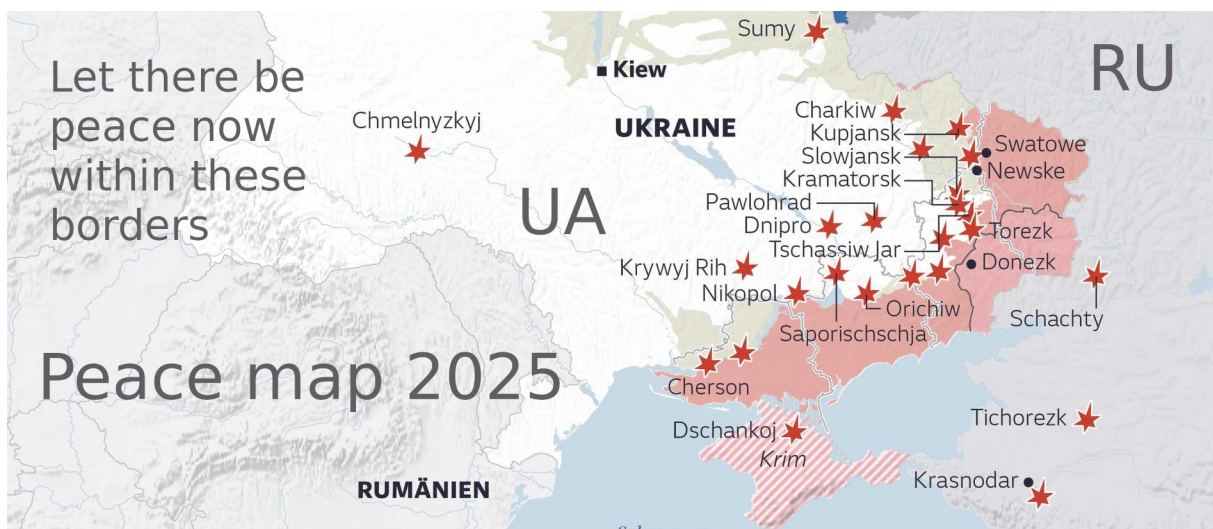 Sumy
RU
Let there be
peace now
within these
borders
Kiew
Chmelnyzkyj
UKRAINE
Charkiw
Kupjansk
Slowjansk
Kramatorsk
Swatowe
Newske
UA
Pawlohrad
Dnipro
Tschassiw Jar
Torezk
Donezk
Krywyj Rih
Nikopol
Orichiw
Saporischschja
Schachty
Peace map 2025
Cherson
Dschankoj
Krim
Tichorezk
RUMÄNIEN
Krasnodar